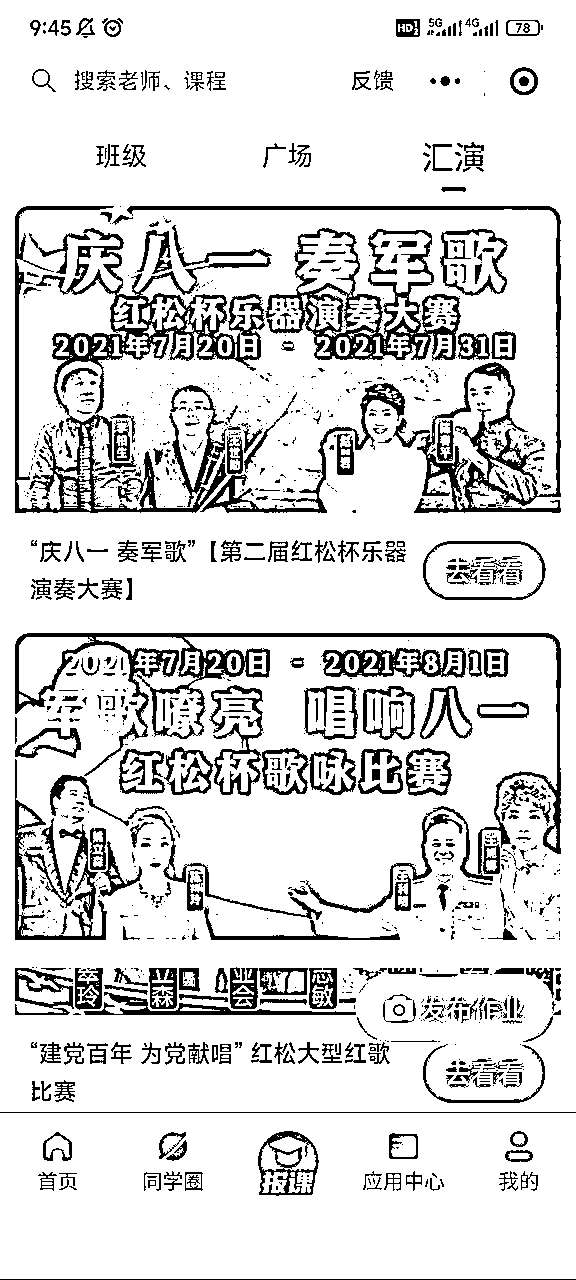 9:45
HD 5G 4G 78
搜索老师、课程
反馈
班级
广场
汇演
庆八一 奏军歌
红松杯乐器演奏大赛
2021年7月20日 - 2021年7月31日
“庆八一 奏军歌”【第二届红松杯乐器
演奏大赛】
去看看
2021年7月20日 - 2021年8月1日
军歌嘹亮 唱响八一
红松杯歌咏比赛
发布作业
“建党百年 为党献唱” 红松大型红歌
比赛
去看看
首页
同学圈
报课
应用中心
我的